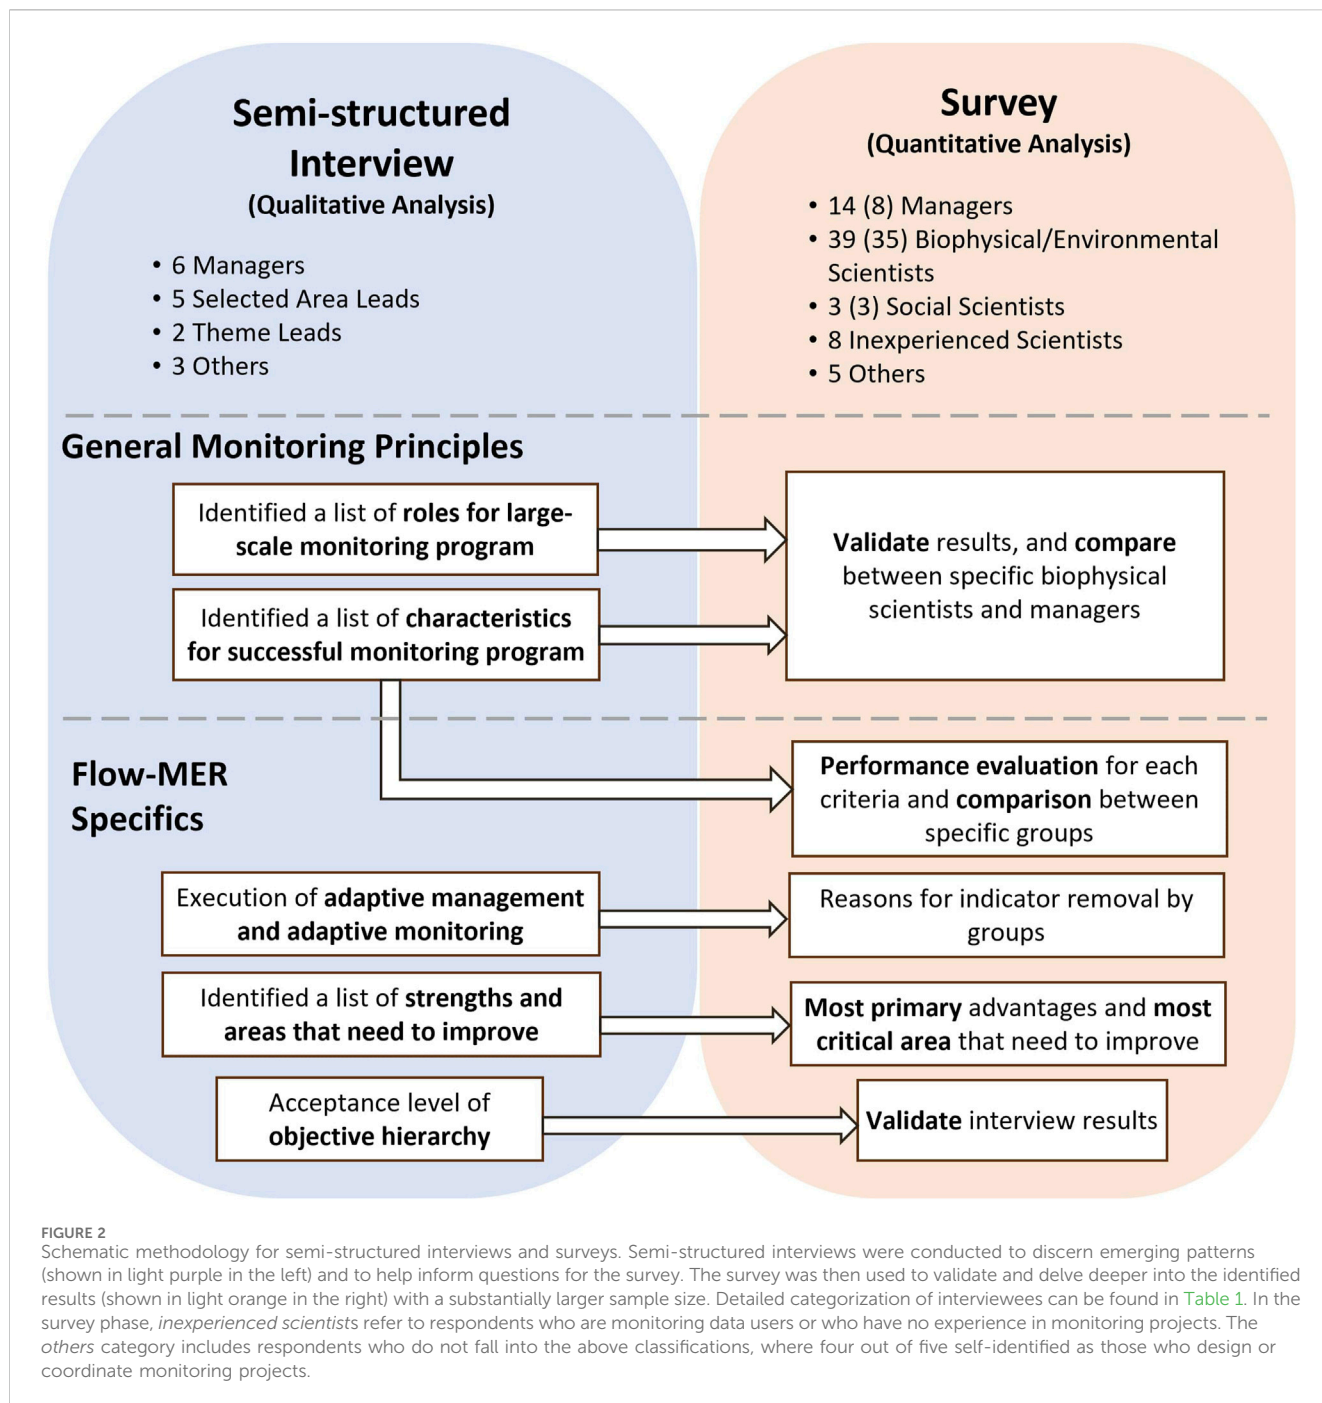 Semi-structured
Interview
(Qualitative Analysis)
• 6 Managers
• 5 Selected Area Leads
• 2 Theme Leads
• 3 Others
Survey
(Quantitative Analysis)
• 14 (8) Managers
• 39 (35) Biophysical/Environmental
Scientists
• 3 (3) Social Scientists
• 8 Inexperienced Scientists
• 5 Others
General Monitoring Principles
Identified a list of roles for large-
scale monitoring program
Identified a list of characteristics
for successful monitoring program
Validate results, and compare
between specific biophysical
scientists and managers
Flow-MER
Specifics
Performance evaluation for each
criteria and comparison between
specific groups
Execution of adaptive management
and adaptive monitoring
Reasons for indicator removal by
groups
Identified a list of strengths and
areas that need to improve
Most primary advantages and most
critical area that need to improve
Acceptance level of
objective hierarchy
Validate interview results
FIGURE 2
Schematic methodology for semi-structured interviews and surveys. Semi-structured interviews were conducted to discern emerging patterns
(shown in light purple in the left) and to help inform questions for the survey. The survey was then used to validate and delve deeper into the identified
results (shown in light orange in the right) with a substantially larger sample size. Detailed categorization of interviewees can be found in Table 1. In the
survey phase, inexperienced scientists refer to respondents who are monitoring data users or who have no experience in monitoring projects. The
others category includes respondents who do not fall into the above classifications, where four out of five self-identified as those who design or
coordinate monitoring projects.